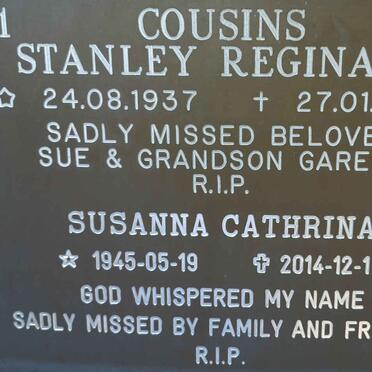 1 COUSINS
STANLEY REGINA
24.08.1937 ✝ 27.01.
SADLY MISSED BELOVE
SUE & GRANDSON GARE
R.I.P.
SUSANNA CATHRINA
★ 1945-05-19 ✝ 2014-12-1
GOD WHISPERED MY NAME
SADLY MISSED BY FAMILY AND FR
R.I.P.